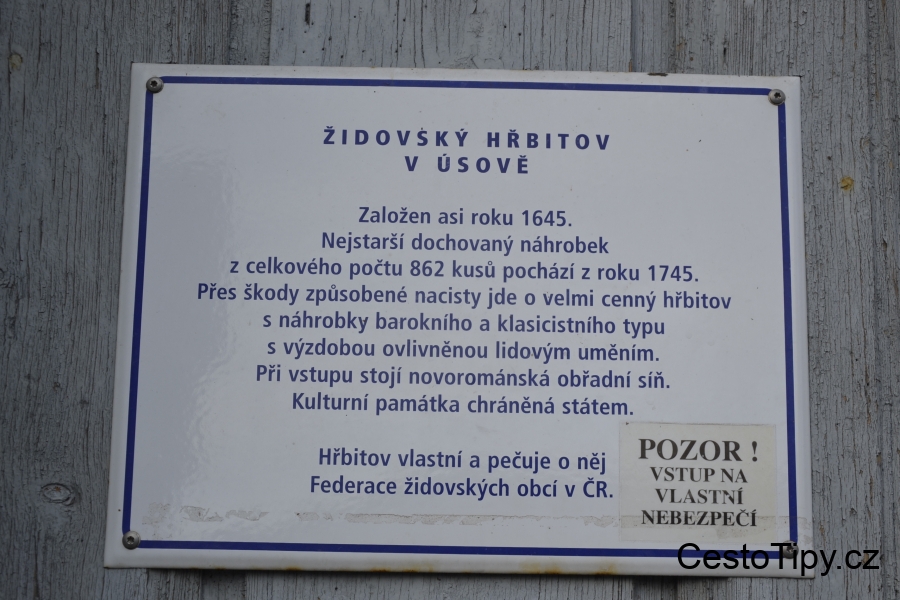 ŽIDOVSKÝ HŘBITOV
V ÚSOVĚ
Založen asi roku 1645.
Nejstarší dochovaný náhrobek
z celkového počtu 862 kusů pochází z roku 1745.
Přes škody způsobené nacisty jde o velmi cenný hřbitov
s náhrobky barokního a klasicistního typu
s výzdobou ovlivněnou lidovým uměním.
Při vstupu stojí novorománská obřadní síň.
Kulturní památka chráněná státem.
Hřbitov vlastní a pečuje o něj
Federace židovských obcí v ČR.
POZOR !
VSTUP NA
VLASTNÍ
NEBEZPEČÍ
CestoTipy.cz